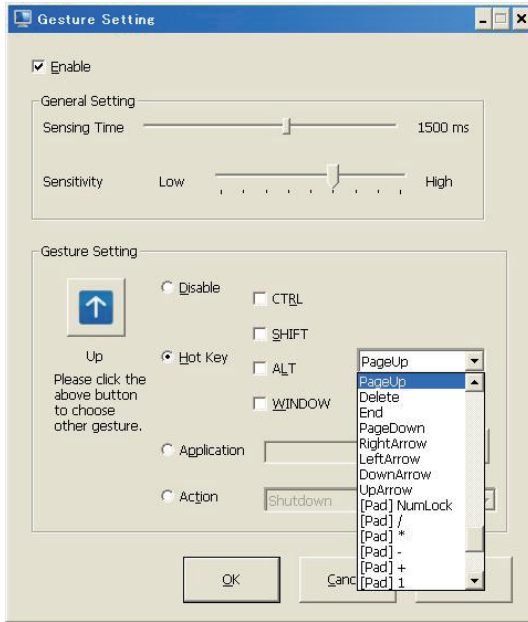 Gesture Setting
Enable
General Setting
Sensing Time 1500 ms
Sensitivity Low High
Gesture Setting
Up
Please click the
above button
to choose
other gesture.
Disable
Hot Key
Application
Action
CTRL
SHIFT
ALT
WINDOW
PageUp
PageUp
Delete
End
PageDown
RightArrow
LeftArrow
DownArrow
UpArrow
[Pad] NumLock
[Pad] /
[Pad] *
[Pad] -
[Pad] +
[Pad] 1
Shutdown
OK
Canc